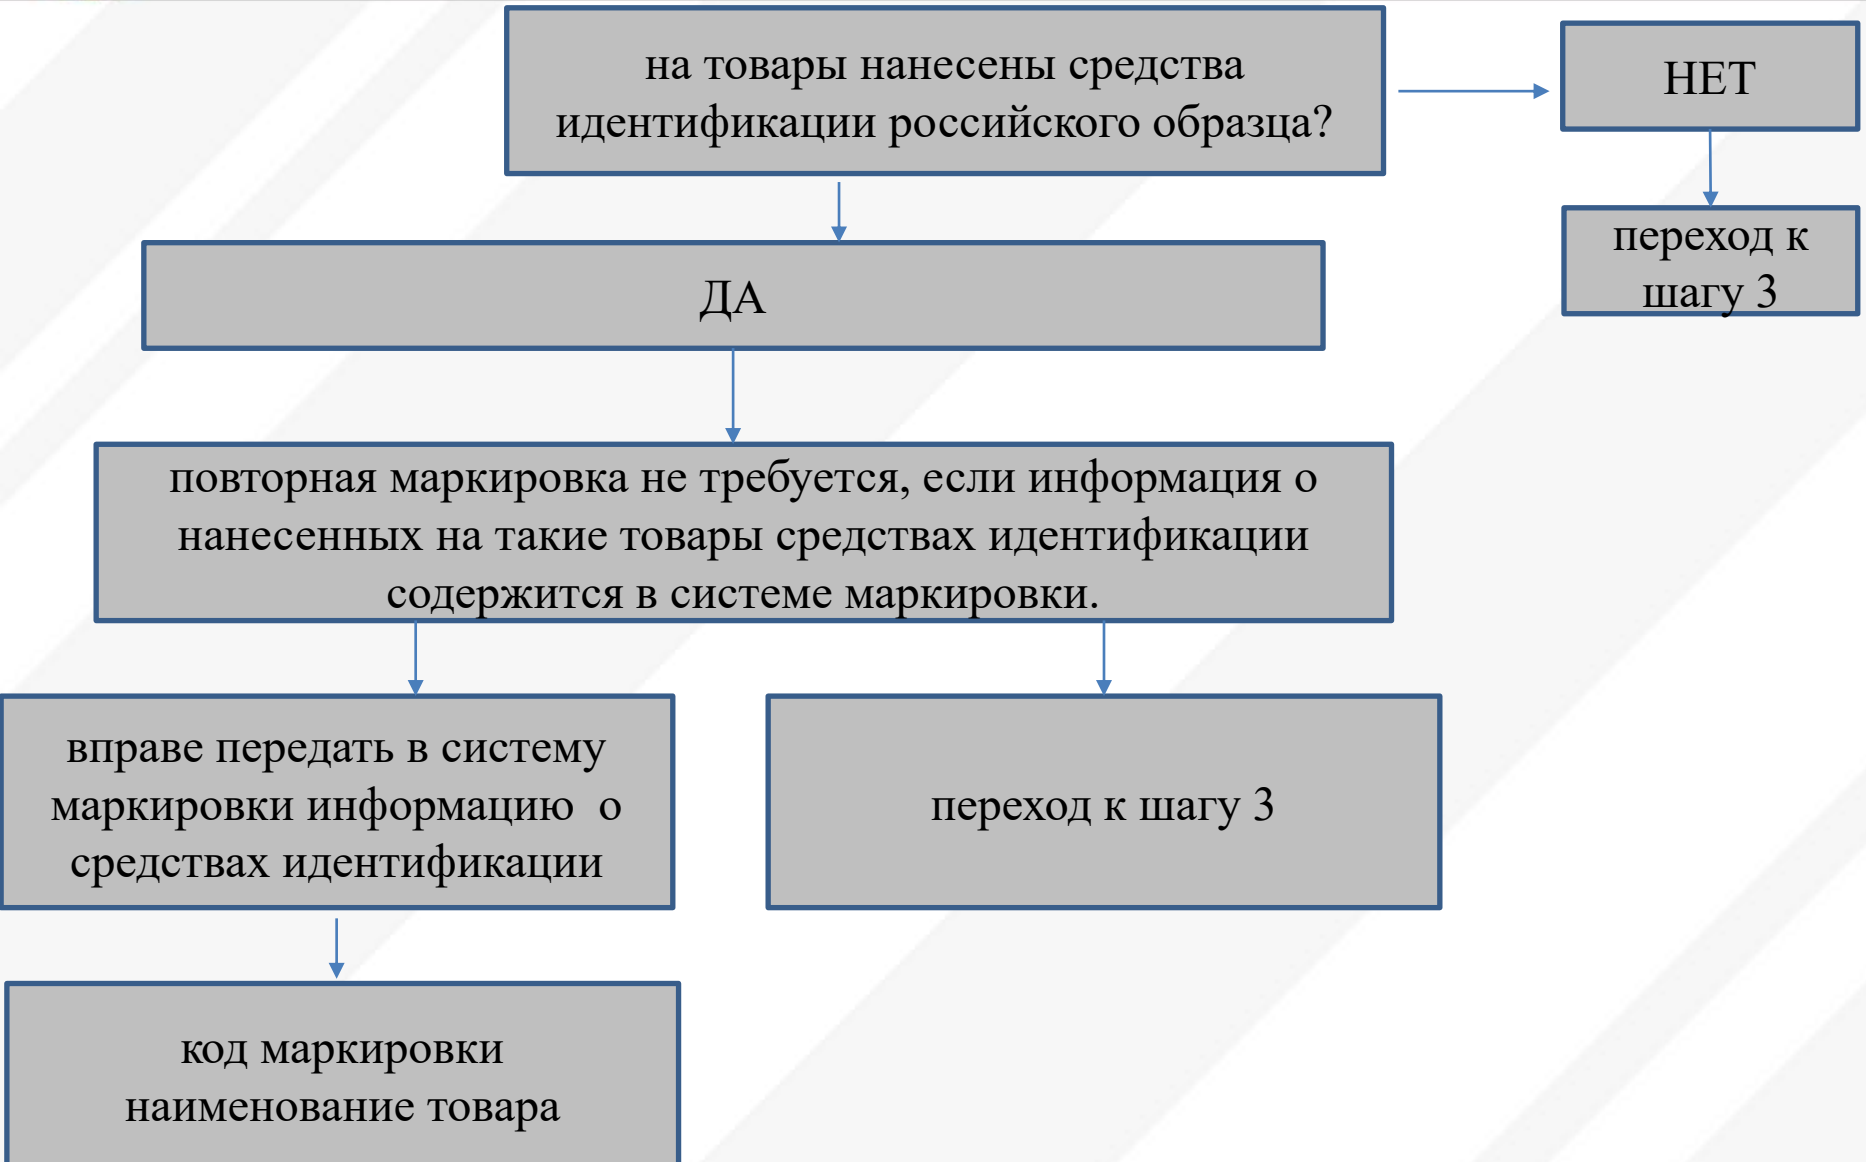 на товары нанесены средства
идентификации российского образца?
НЕТ
переход к
шагу 3
ДА
повторная маркировка не требуется, если информация о
нанесенных на такие товары средствах идентификации
содержится в системе маркировки.
вправе передать в систему
маркировки информацию о
средствах идентификации
переход к шагу 3
код маркировки
наименование товара